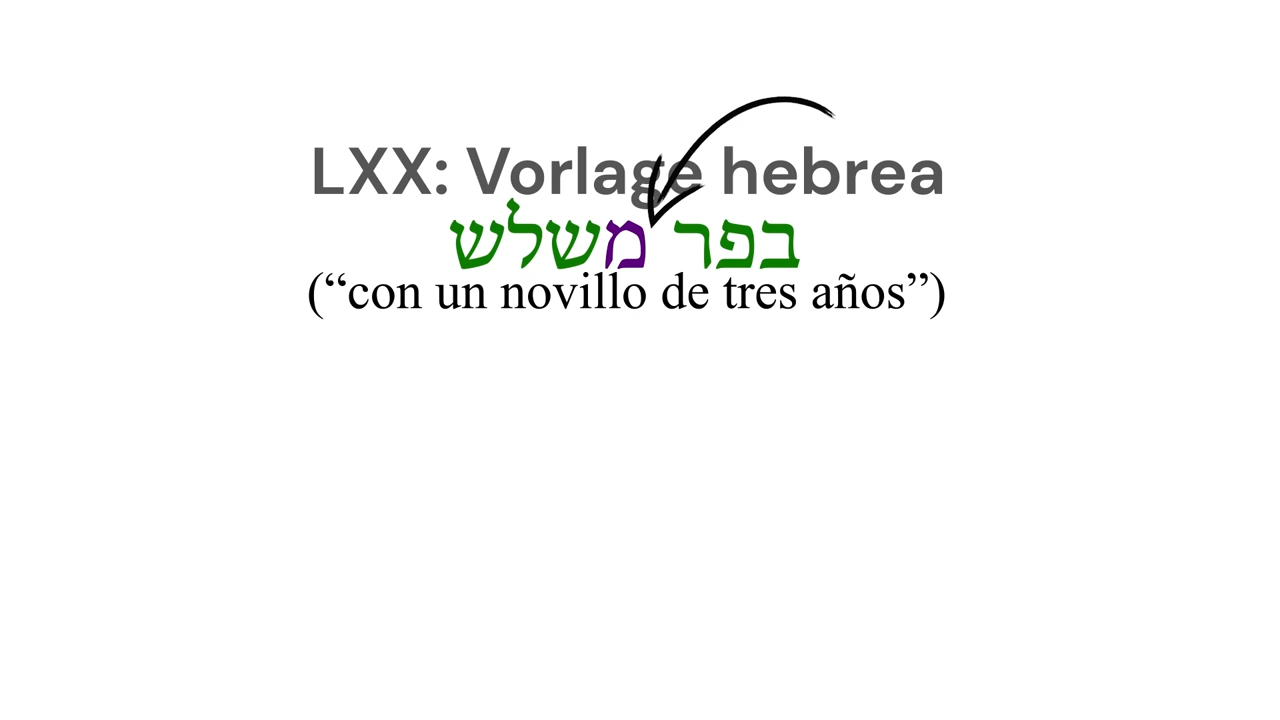 LXX: Vorlage hebrea
בפר משלש
(“con un novillo de tres años”)